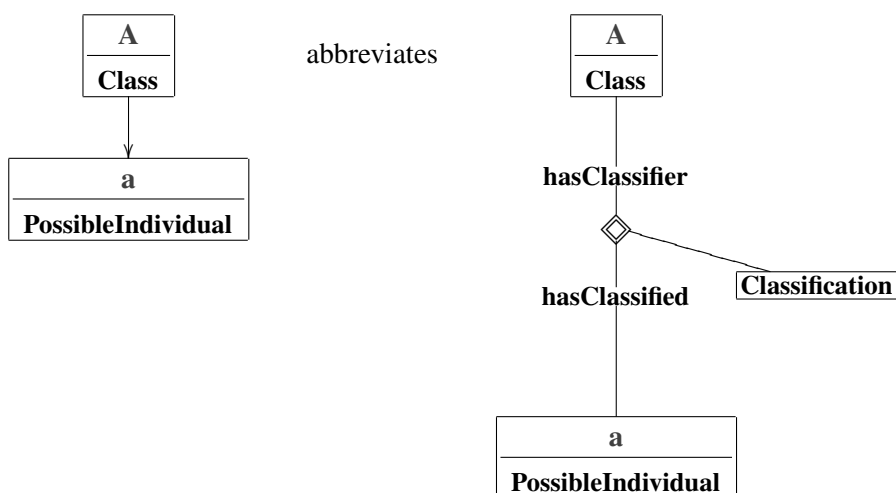 A
Class
a
PossibleIndividual
abbreviates
A
Class
hasClassifier
Classification
hasClassified
a
PossibleIndividual